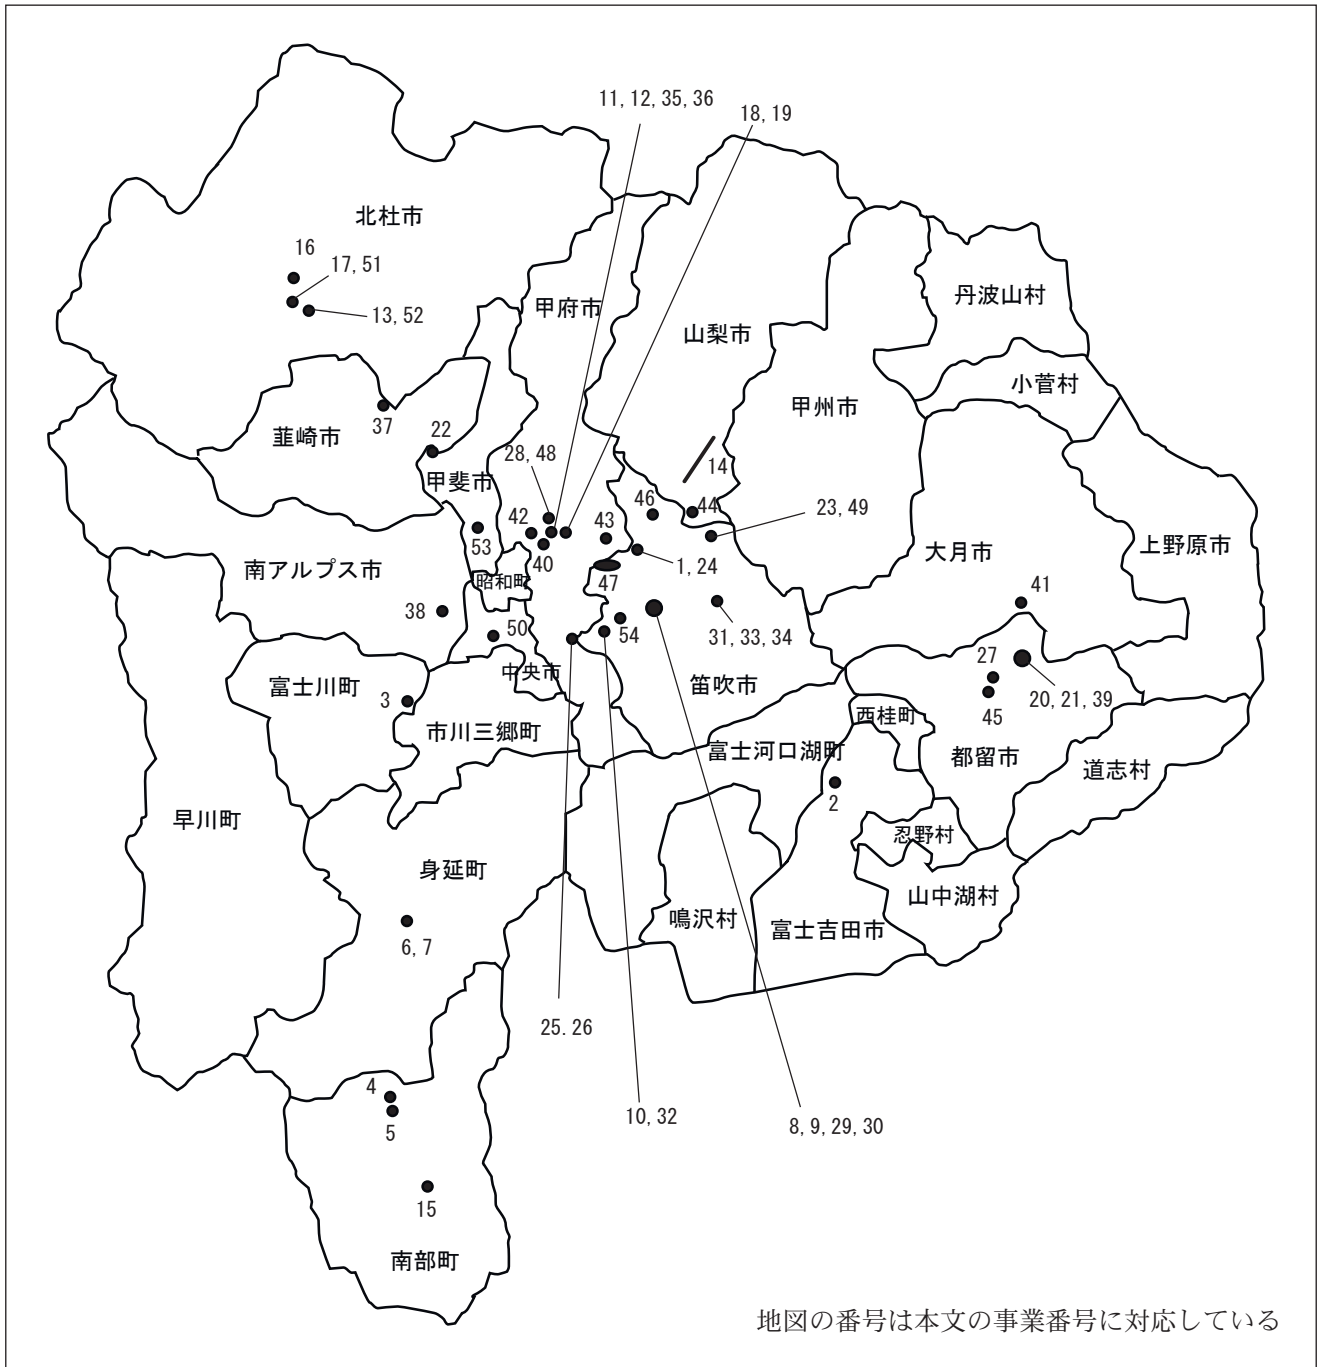 11, 12, 35, 36
18, 19
北杜市
16
17, 51
13, 52
甲府市
丹波山村
山梨市
小菅村
甲州市
韮崎市
37
22
28, 48
甲斐市
14
46
44
23, 49
42
43
53
40
1, 24
大月市
上野原市
南アルプス市
昭和町
47
41
38
50
54
31, 33, 34
27
中央市
笛吹市
富士川町
3
20, 21, 39
45
西桂町
市川三郷町
富士河口湖町
都留市
道志村
2
早川町
忍野村
身延町
山中湖村
鳴沢村
富士吉田市
6, 7
25. 26
4
10, 32
8, 9, 29, 30
5
15
南部町
地図の番号は本文の事業番号に対応している